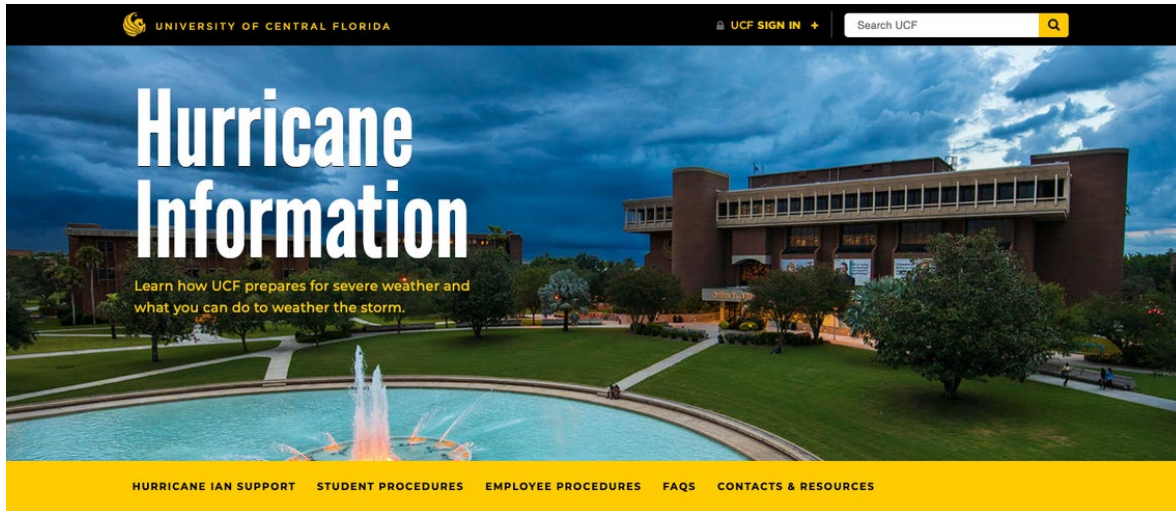 UNIVERSITY OF CENTRAL FLORIDA
UCF SIGN IN +
Search UCF
Hurricane
Information
Learn how UCF prepares for severe weather and
what you can do to weather the storm.
HURRICANE IAN SUPPORT STUDENT PROCEDURES EMPLOYEE PROCEDURES FAQS CONTACTS & RESOURCES